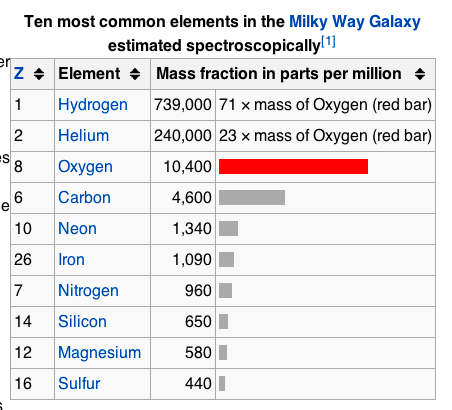 Ten most common elements in the Milky Way Galaxy
estimated spectroscopically[1]
er
Z Element Mass fraction in parts per million
1 Hydrogen 739,000 71 × mass of Oxygen (red bar)
2 Helium 240,000 23 × mass of Oxygen (red bar)
es
8 Oxygen 10,400
6 Carbon 4,600
e
10 Neon 1,340
26 Iron 1,090
7 Nitrogen 960
14 Silicon 650
12 Magnesium 580
16 Sulfur 440
s